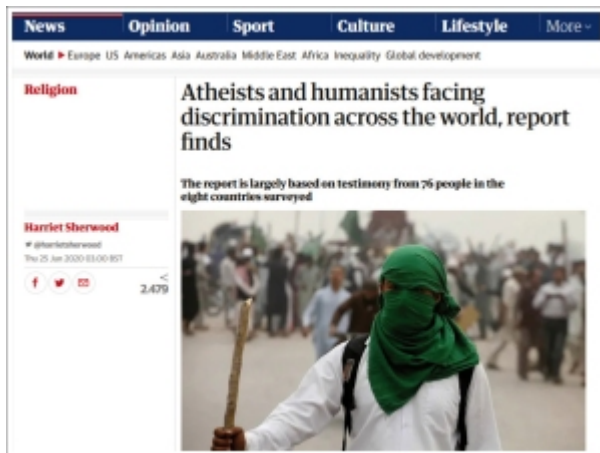 News Opinion Sport Culture Lifestyle More
World Europe US Americas Asia Australia Middle East Africa Inequality Global development
Religion
Atheists and humanists facing
discrimination across the world, report
finds
The report is largely based on testimony from 76 people in the
eight countries surveyed
Harriet Sherwood
@harrietsherwood
Thu 25 Jun 2020 03.00 BST
2,479